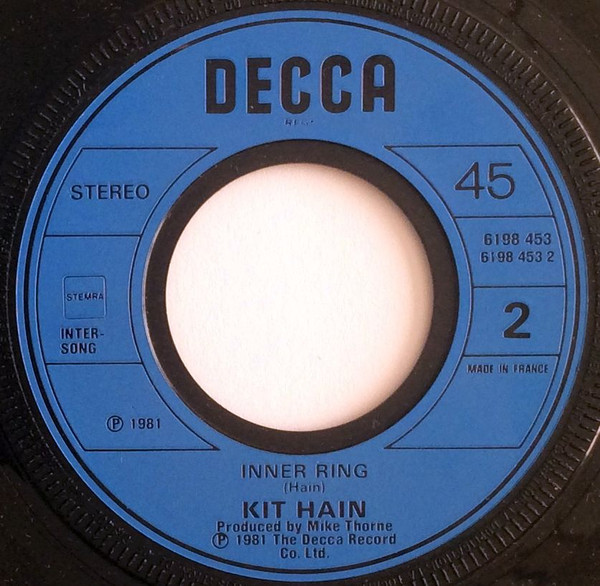 DECCA
STEREO
45
6198 453
6198 453 2
STEMRA
INTER-
SONG
2
MADE IN FRANCE
℗ 1981
INNER RING
(Hain)
KIT HAIN
Produced by Mike Thorne
℗ 1981 The Decca Record
Co. Ltd.